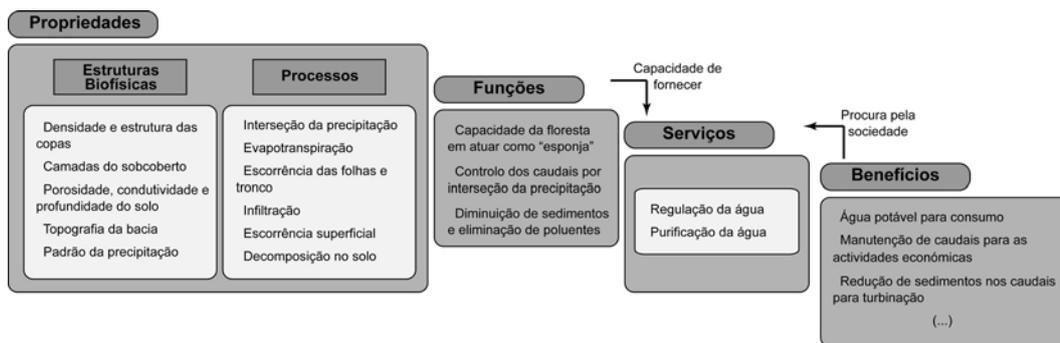 Propriedades
Estruturas
Biofísicas
Densidade e estrutura das
copas
Camadas do sobcoberto
Porosidade, condutividade e
profundidade do solo
Topografia da bacia
Padrão da precipitação
Processos
Interseção da precipitação
Evapotranspiração
Escorrência das folhas e
tronco
Infiltração
Escorrência superficial
Decomposição no solo
Funções
Capacidade da floresta
em atuar como “esponja”
Controlo dos caudais por
interseção da precipitação
Diminuição de sedimentos
e eliminação de poluentes
Capacidade de
fornecer
Serviços
Regulação da água
Purificação da água
Procura pela
sociedade
Benefícios
Água potável para consumo
Manutenção de caudais para as
actividades económicas
Redução de sedimentos nos caudais
para turbinação
(...)